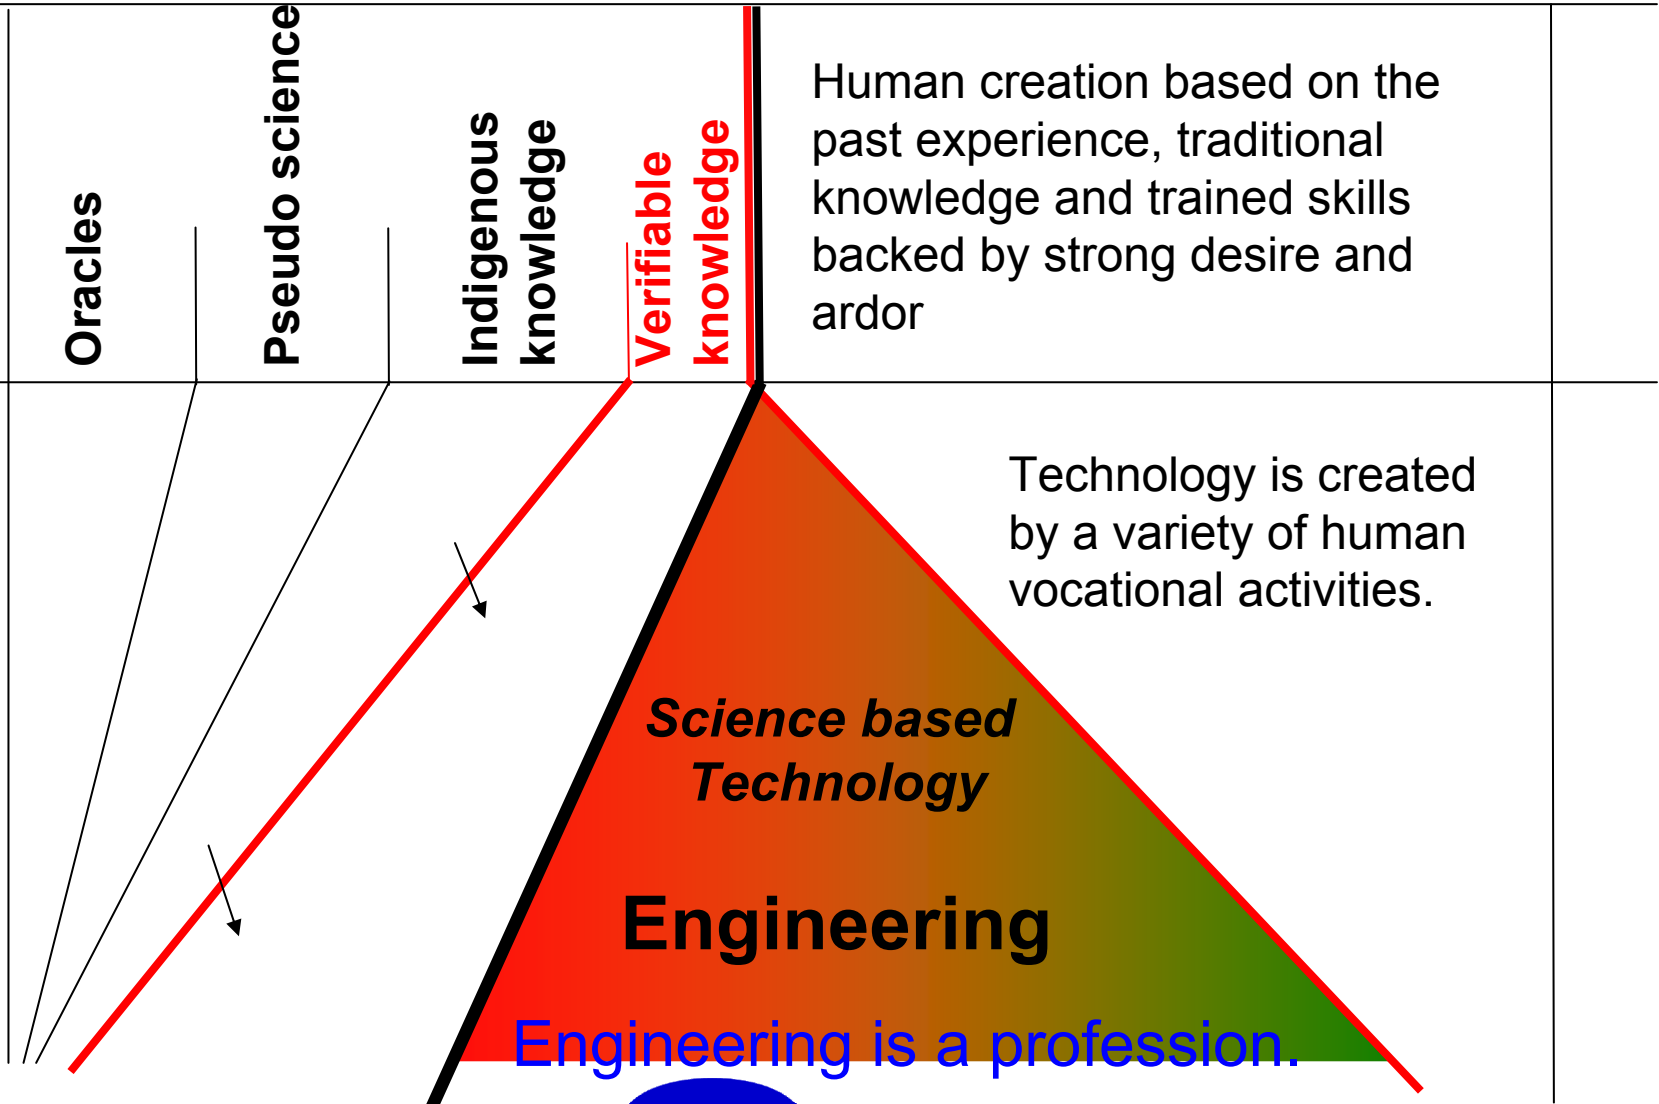 Oracles
Pseudo science
Indigenous
knowledge
Verifiable
knowledge
Human creation based on the
past experience, traditional
knowledge and trained skills
backed by strong desire and
ardor
Technology is created
by a variety of human
vocational activities.
Science based
Technology
Engineering
Engineering is a profession.